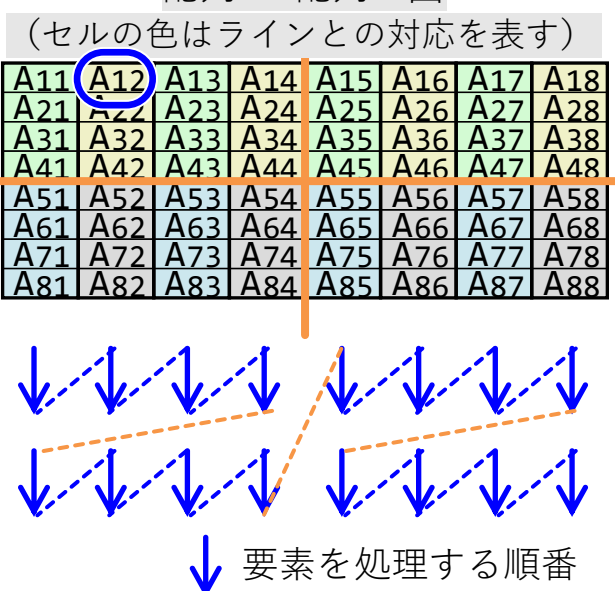 (セルの色はラインとの対応を表す)
A11 A12 A13 A14 A15 A16 A17 A18
A21 A22 A23 A24 A25 A26 A27 A28
A31 A32 A33 A34 A35 A36 A37 A38
A41 A42 A43 A44 A45 A46 A47 A48
A51 A52 A53 A54 A55 A56 A57 A58
A61 A62 A63 A64 A65 A66 A67 A68
A71 A72 A73 A74 A75 A76 A77 A78
A81 A82 A83 A84 A85 A86 A87 A88
要素を処理する順番